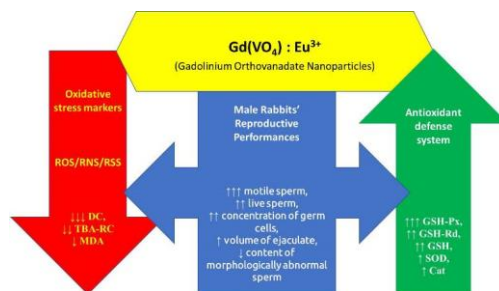 Gd(VO₄) : Eu³⁺
(Gadolinium Orthovanadate Nanoparticles)
Oxidative
stress markers
ROS/RNS/RSS
↓↓↓ DC,
↓↓ TBA-RC
↓ MDA
Male Rabbits'
Reproductive
Performances
↑↑↑ motile sperm,
↑↑ live sperm,
↑↑ concentration of germ
cells,
↑ volume of ejaculate,
↓ content of
morphologically abnormal
sperm
Antioxidant
defense
system
↑↑↑ GSH-Px,
↑↑ GSH-Rd,
↑↑ GSH,
↑ SOD,
↑ Cat